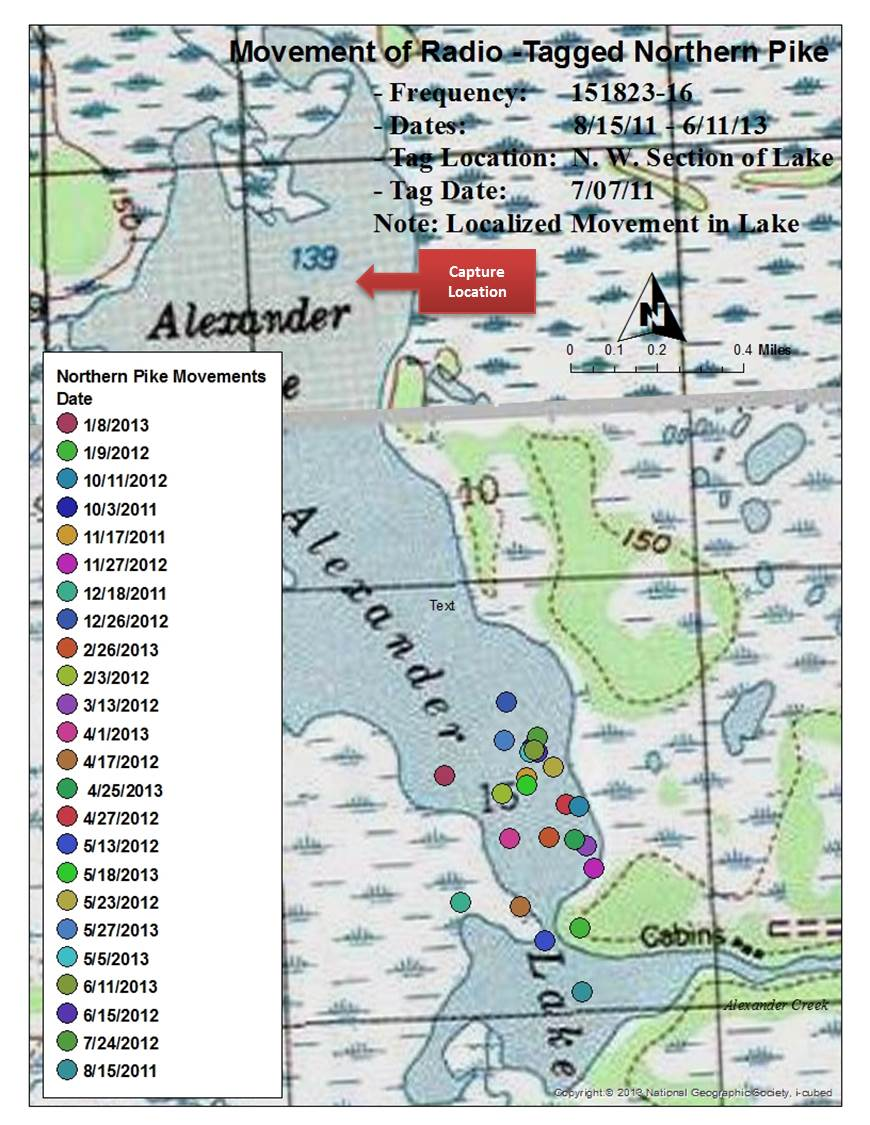 Movement of Radio -Tagged Northern Pike
- Frequency: 151823-16
- Dates: 8/15/11 - 6/11/13
- Tag Location: N. W. Section of Lake
- Tag Date: 7/07/11
Note: Localized Movement in Lake
150
139
Capture
Location
Alexander
N
0 0.1 0.2 0.4 Miles
e
Northern Pike Movements
Date
1/8/2013
1/9/2012
10/11/2012
10/3/2011
11/17/2011
11/27/2012
12/18/2011
12/26/2012
2/26/2013
2/3/2012
3/13/2012
4/1/2013
4/17/2012
4/25/2013
4/27/2012
5/13/2012
5/18/2013
5/23/2012
5/27/2013
5/5/2013
6/11/2013
6/15/2012
7/24/2012
8/15/2011
10
150
Alexander
Text
15
Cabins
Lake
Alexander Creek
Copyright:© 2013 National Geographic Society, i-cubed